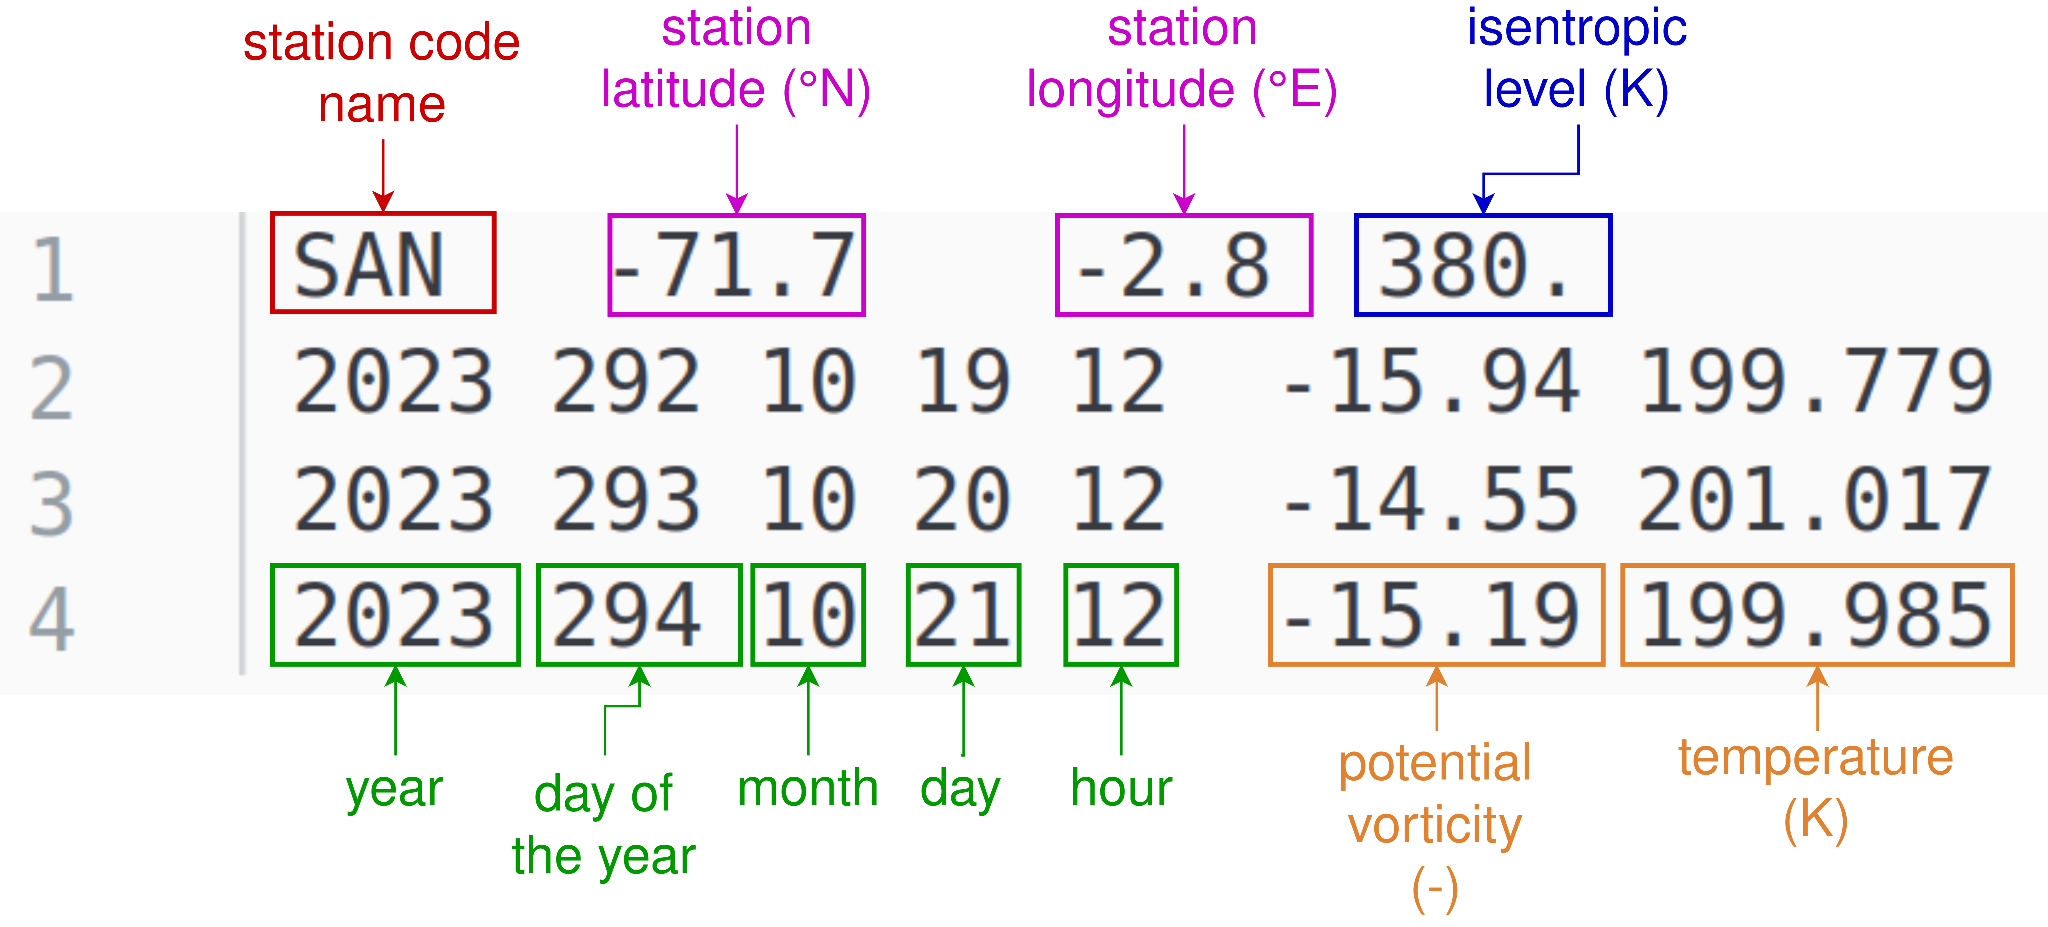 station code
name
station
latitude (°N)
station
longitude (°E)
isentropic
level (K)
1 SAN -71.7 -2.8 380.
2 2023 292 10 19 12 -15.94 199.779
3 2023 293 10 20 12 -14.55 201.017
4 2023 294 10 21 12 -15.19 199.985
year
day of
the year
month
day
hour
potential
vorticity
(-)
temperature
(K)